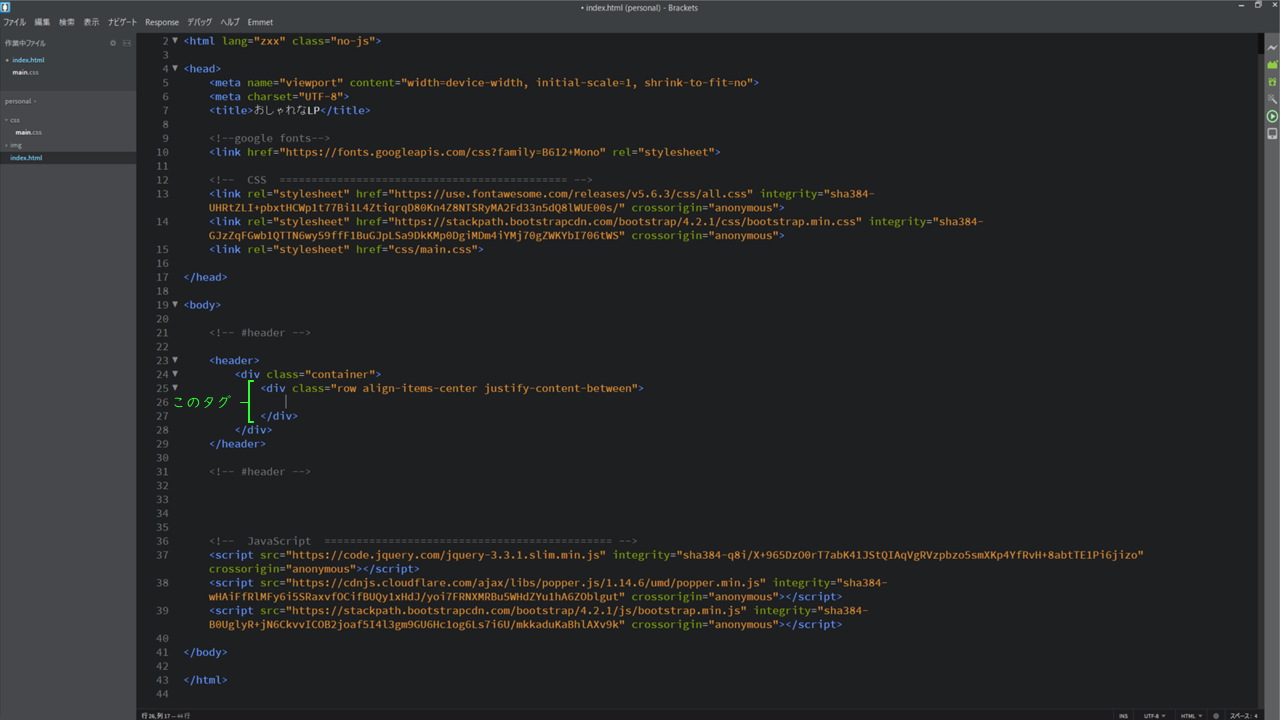 • index.html (personal) - Brackets
ファイル 編集 検索 表示 ナビゲート Response デバッグ ヘルプ Emmet
作業中ファイル
• index.html
main.css
personal
css
main.css
img
index.html
2 <html lang="zxx" class="no-js">
3
4 <head>
5 <meta name="viewport" content="width=device-width, initial-scale=1, shrink-to-fit=no">
6 <meta charset="UTF-8">
7 <title>おしゃれなLP</title>
8
9 <!--google fonts-->
10 <link href="https://fonts.googleapis.com/css?family=B612+Mono" rel="stylesheet">
11
12 <!--  CSS  ============================================= -->
13 <link rel="stylesheet" href="https://use.fontawesome.com/releases/v5.6.3/css/all.css" integrity="sha384-
UHRtZLI+pbxtHCWp1t77Bi1L4ZtiqrqD80Kn4Z8NTSRyMA2Fd33n5dQ8lWUE00s/" crossorigin="anonymous">
14 <link rel="stylesheet" href="https://stackpath.bootstrapcdn.com/bootstrap/4.2.1/css/bootstrap.min.css" integrity="sha384-
GJzZqFGwb1QTTN6wy59ffF1BuGJpLSa9DkKMp0DgiMDm4iYMj70gZWKYbI706tWS" crossorigin="anonymous">
15 <link rel="stylesheet" href="css/main.css">
16
17 </head>
18
19 <body>
20
21 <!-- #header -->
22
23 <header>
24 <div class="container">
25 <div class="row align-items-center justify-content-between">
このタグ 26
27 </div>
28 </div>
29 </header>
30
31 <!-- #header -->
32
33
34
35
36 <!--  JavaScript  ============================================= -->
37 <script src="https://code.jquery.com/jquery-3.3.1.slim.min.js" integrity="sha384-q8i/X+965DzO0rT7abK41JStQIAqVgRVzpbzo5smXKp4YfRvH+8abtTE1Pi6jizo"
crossorigin="anonymous"></script>
38 <script src="https://cdnjs.cloudflare.com/ajax/libs/popper.js/1.14.6/umd/popper.min.js" integrity="sha384-
wHAiFfRlMFy6i5SRaxvfOCifBUQy1xHdJ/yoi7FRNXMRBu5WHdZYu1hA6ZOblgut" crossorigin="anonymous"></script>
39 <script src="https://stackpath.bootstrapcdn.com/bootstrap/4.2.1/js/bootstrap.min.js" integrity="sha384-
B0UglyR+jN6CkvvICOB2joaf5I4l3gm9GU6Hc1og6Ls7i6U/mkkaduKaBhlAXv9k" crossorigin="anonymous"></script>
40
41 </body>
42
43 </html>
44
行 26, 列 17 — 44 行 INS UTF-8 HTML スペース: 4